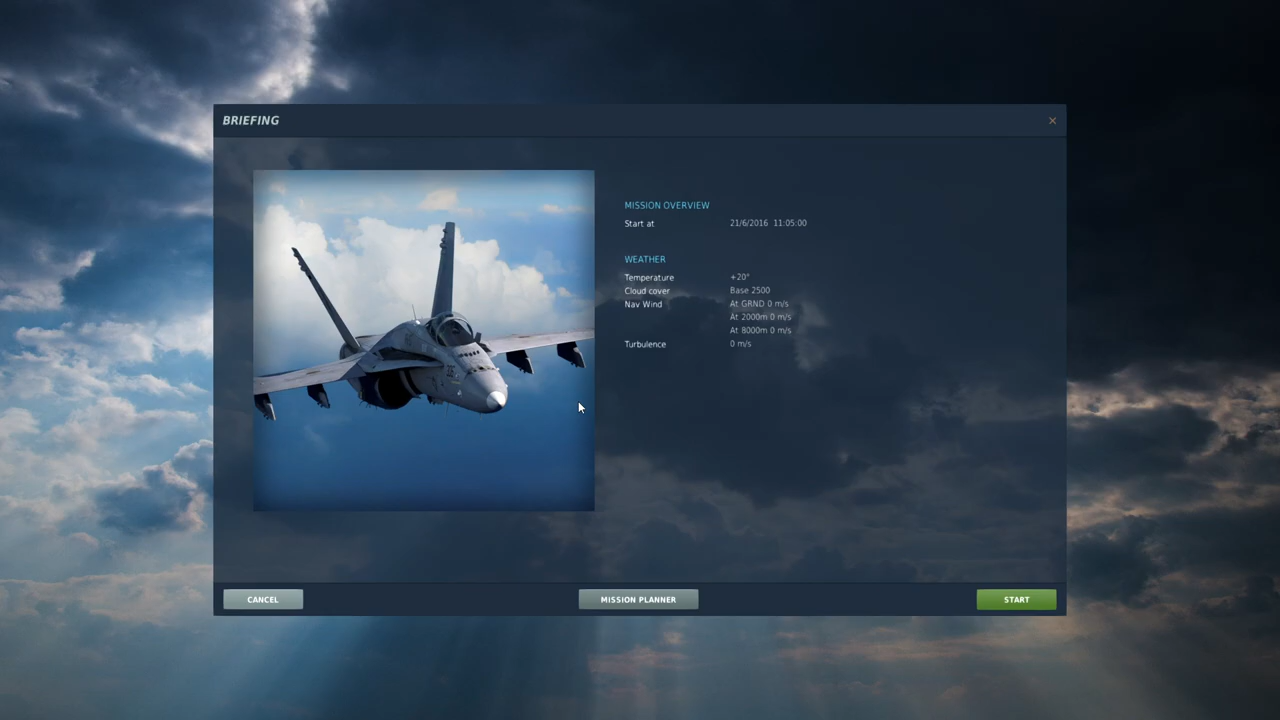 BRIEFING
MISSION OVERVIEW
Start at 21/6/2016 11:05:00
WEATHER
Temperature +20°
Cloud cover Base 2500
Nav Wind At GRND 0 m/s
At 2000m 0 m/s
At 8000m 0 m/s
Turbulence 0 m/s
CANCEL MISSION PLANNER START